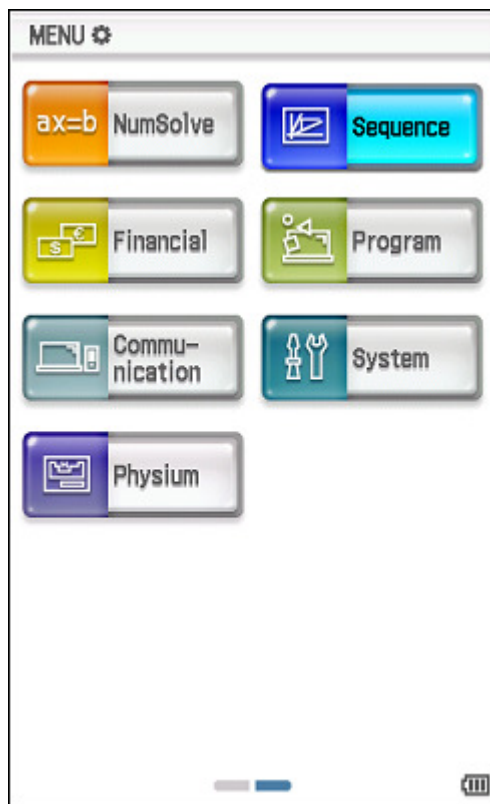 MENU
ax=b NumSolve
Sequence
$ € Financial
Program
Commu-
nication
System
Physium